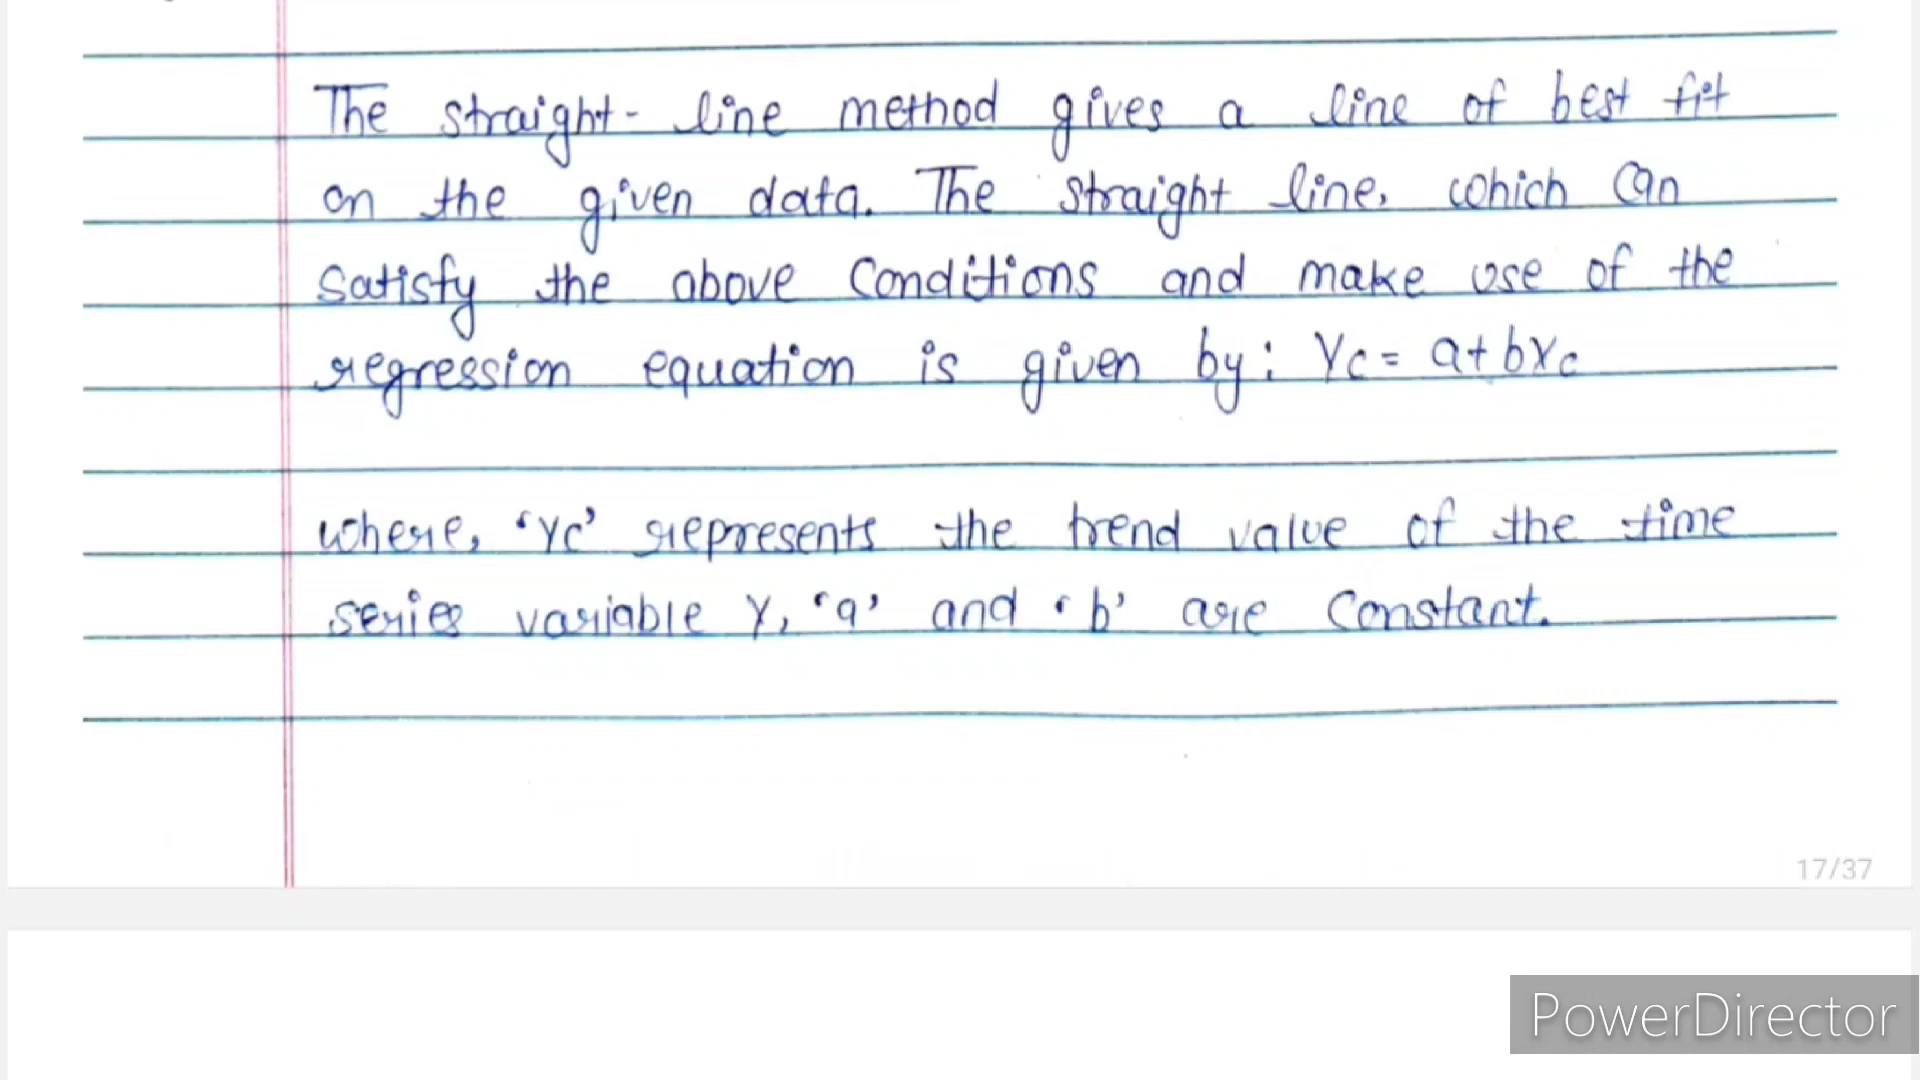 The straight-line method gives a line of best fit
on the given data. The straight line, which can
satisfy the above conditions and make use of the
regression equation is given by: Yc = a+bXc
where, 'Yc' represents the trend value of the time
series variable Y, 'a' and 'b' are constant.
17/37
PowerDirector